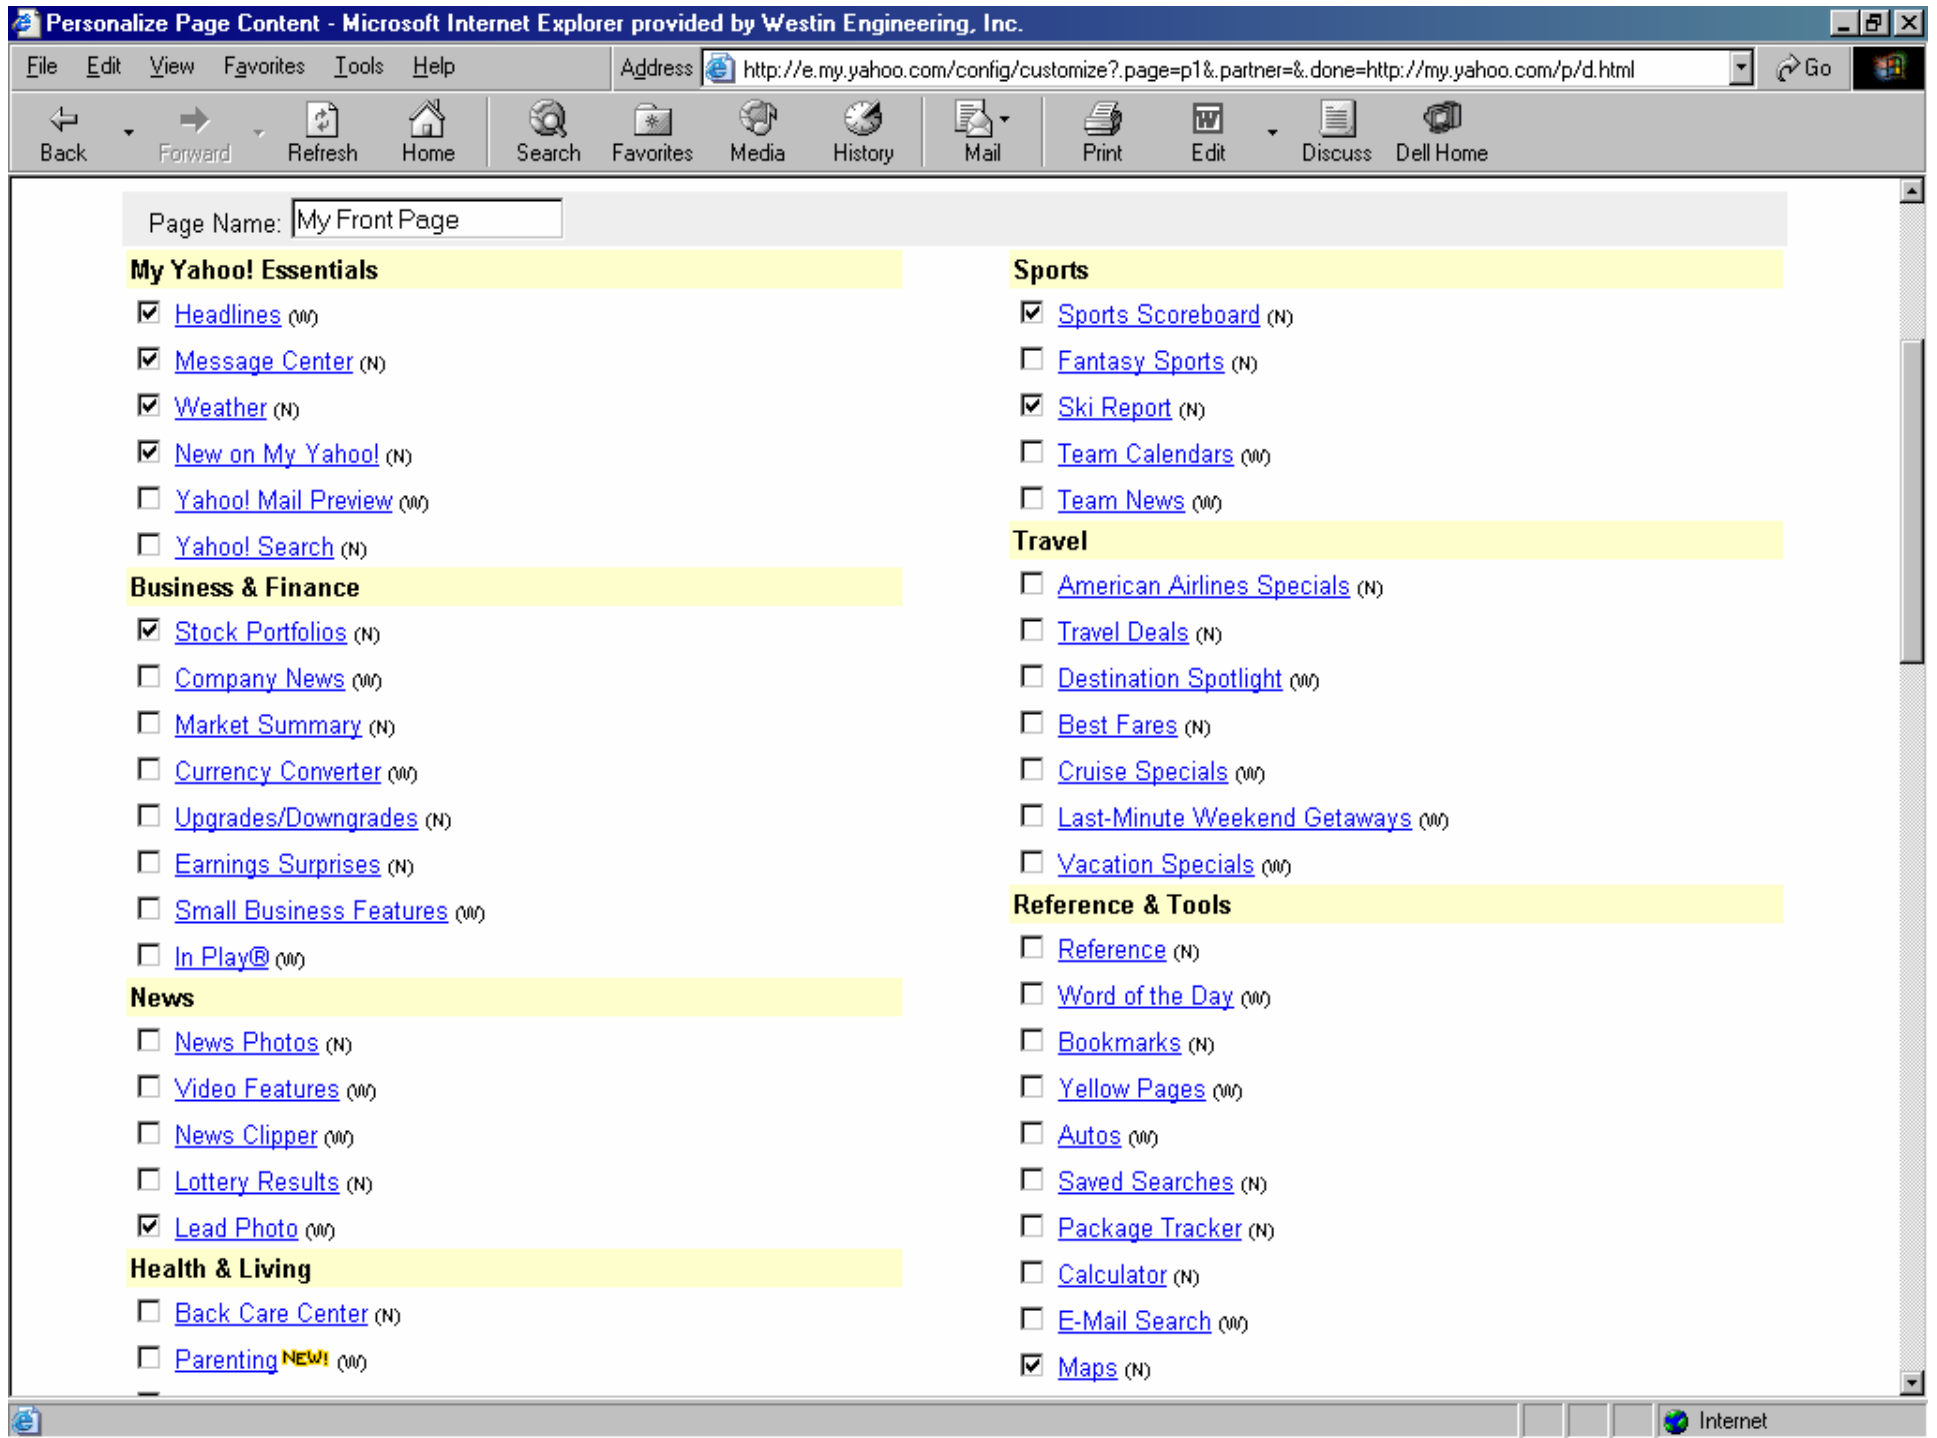 Personalize Page Content - Microsoft Internet Explorer provided by Westin Engineering, Inc.
File Edit View Favorites Tools Help Address http://e.my.yahoo.com/config/customize?.page=p1&.partner=&.done=http://my.yahoo.com/p/d.html Go
Back Forward Refresh Home Search Favorites Media History Mail Print Edit Discuss Dell Home
Page Name: My Front Page
My Yahoo! Essentials
Headlines (W)
Message Center (N)
Weather (N)
New on My Yahoo! (N)
Yahoo! Mail Preview (W)
Yahoo! Search (N)
Business & Finance
Stock Portfolios (N)
Company News (W)
Market Summary (N)
Currency Converter (W)
Upgrades/Downgrades (N)
Earnings Surprises (N)
Small Business Features (W)
In Play® (W)
News
News Photos (N)
Video Features (W)
News Clipper (W)
Lottery Results (N)
Lead Photo (W)
Health & Living
Back Care Center (N)
Parenting NEW! (W)
Sports
Sports Scoreboard (N)
Fantasy Sports (N)
Ski Report (N)
Team Calendars (W)
Team News (W)
Travel
American Airlines Specials (N)
Travel Deals (N)
Destination Spotlight (W)
Best Fares (N)
Cruise Specials (W)
Last-Minute Weekend Getaways (W)
Vacation Specials (W)
Reference & Tools
Reference (N)
Word of the Day (W)
Bookmarks (N)
Yellow Pages (W)
Autos (W)
Saved Searches (N)
Package Tracker (N)
Calculator (N)
E-Mail Search (W)
Maps (N)
Internet